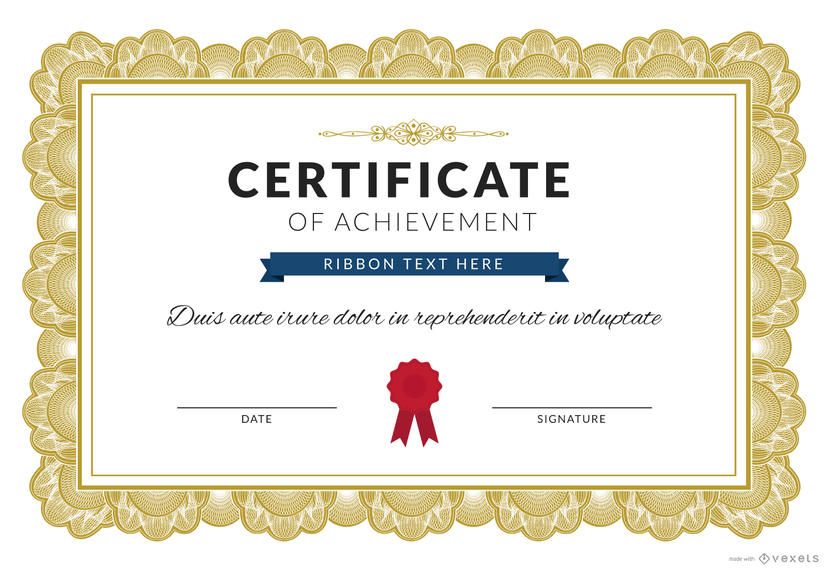 CERTIFICATE
OF ACHIEVEMENT
RIBBON TEXT HERE
Duis aute irure dolor in reprehenderit in voluptate
DATE
SIGNATURE
made with vexels